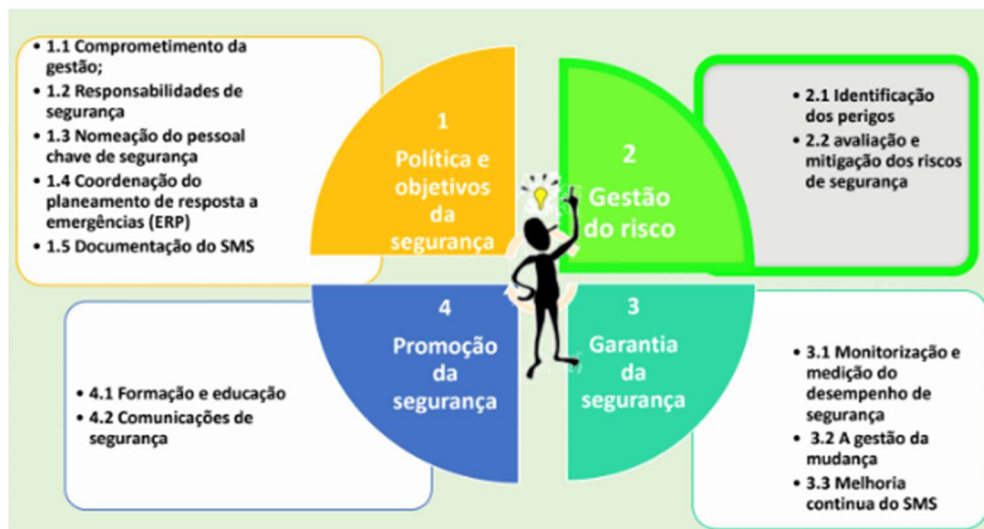 • 1.1 Comprometimento da
gestão;
• 1.2 Responsabilidades de
segurança
• 1.3 Nomeação do pessoal
chave de segurança
• 1.4 Coordenação do
planeamento de resposta a
emergências (ERP)
• 1.5 Documentação do SMS
1
Política e
objetivos
da
segurança
2
Gestão
do risco
• 2.1 Identificação
dos perigos
• 2.2 avaliação e
mitigação dos riscos
de segurança
• 4.1 Formação e educação
• 4.2 Comunicações de
segurança
4
Promoção
da
segurança
3
Garantia
da
segurança
• 3.1 Monitorização e
medição do
desempenho de
segurança
• 3.2 A gestão da
mudança
• 3.3 Melhoria
continua do SMS